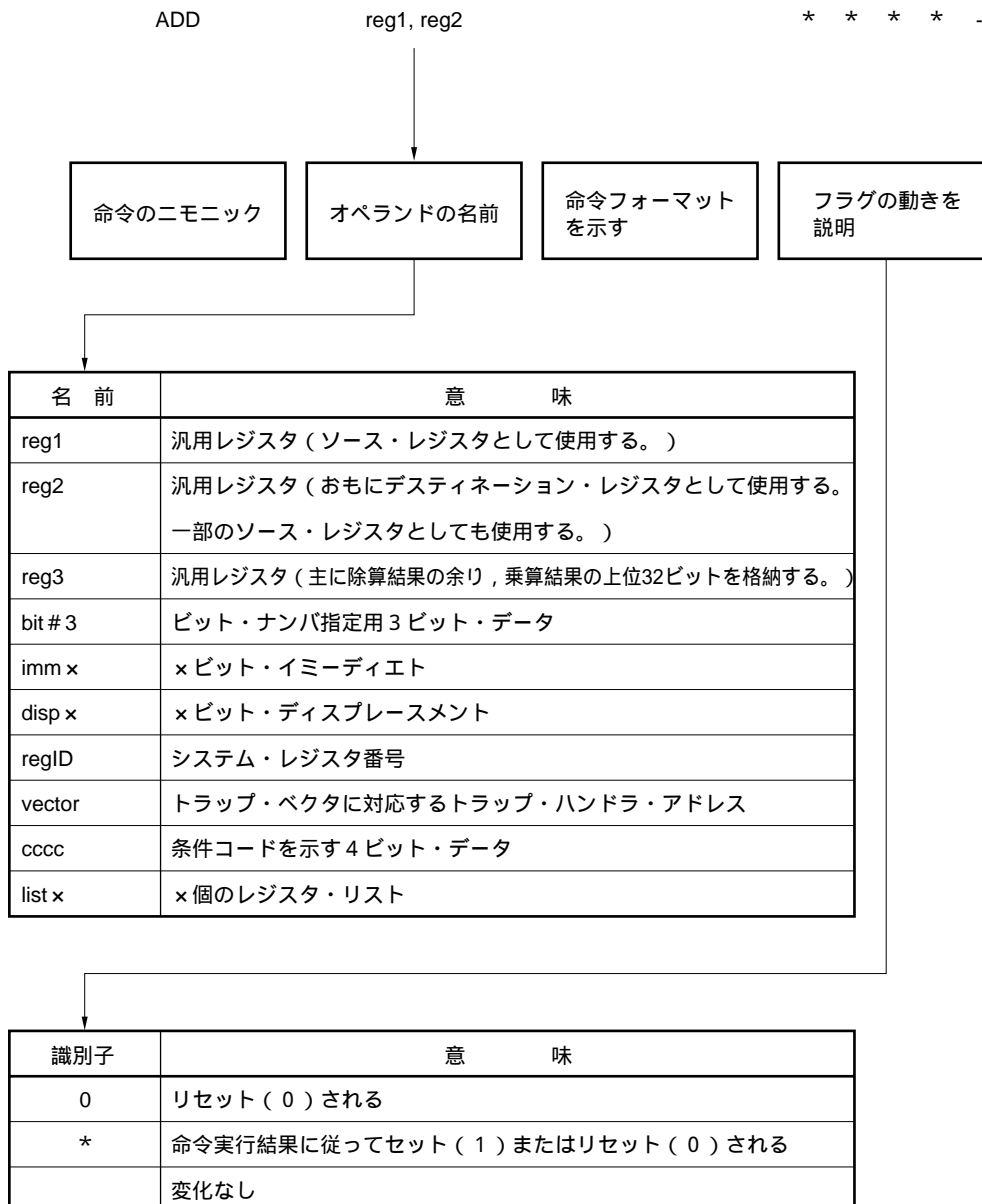 ADD reg1, reg2 * * * * -
命令のニモニック オペランドの名前 命令フォーマット
を示す フラグの動きを
説明
名 前 意 味
reg1 汎用レジスタ(ソース・レジスタとして使用する。)
reg2 汎用レジスタ(おもにデスティネーション・レジスタとして使用する。
一部のソース・レジスタとしても使用する。)
reg3 汎用レジスタ(主に除算結果の余り,乗算結果の上位32ビットを格納する。)
bit#3 ビット・ナンバ指定用3ビット・データ
imm× ×ビット・イミーディエト
disp× ×ビット・ディスプレースメント
regID システム・レジスタ番号
vector トラップ・ベクタに対応するトラップ・ハンドラ・アドレス
cccc 条件コードを示す4ビット・データ
list× ×個のレジスタ・リスト
識別子 意 味
0 リセット(0)される
* 命令実行結果に従ってセット(1)またはリセット(0)される
変化なし